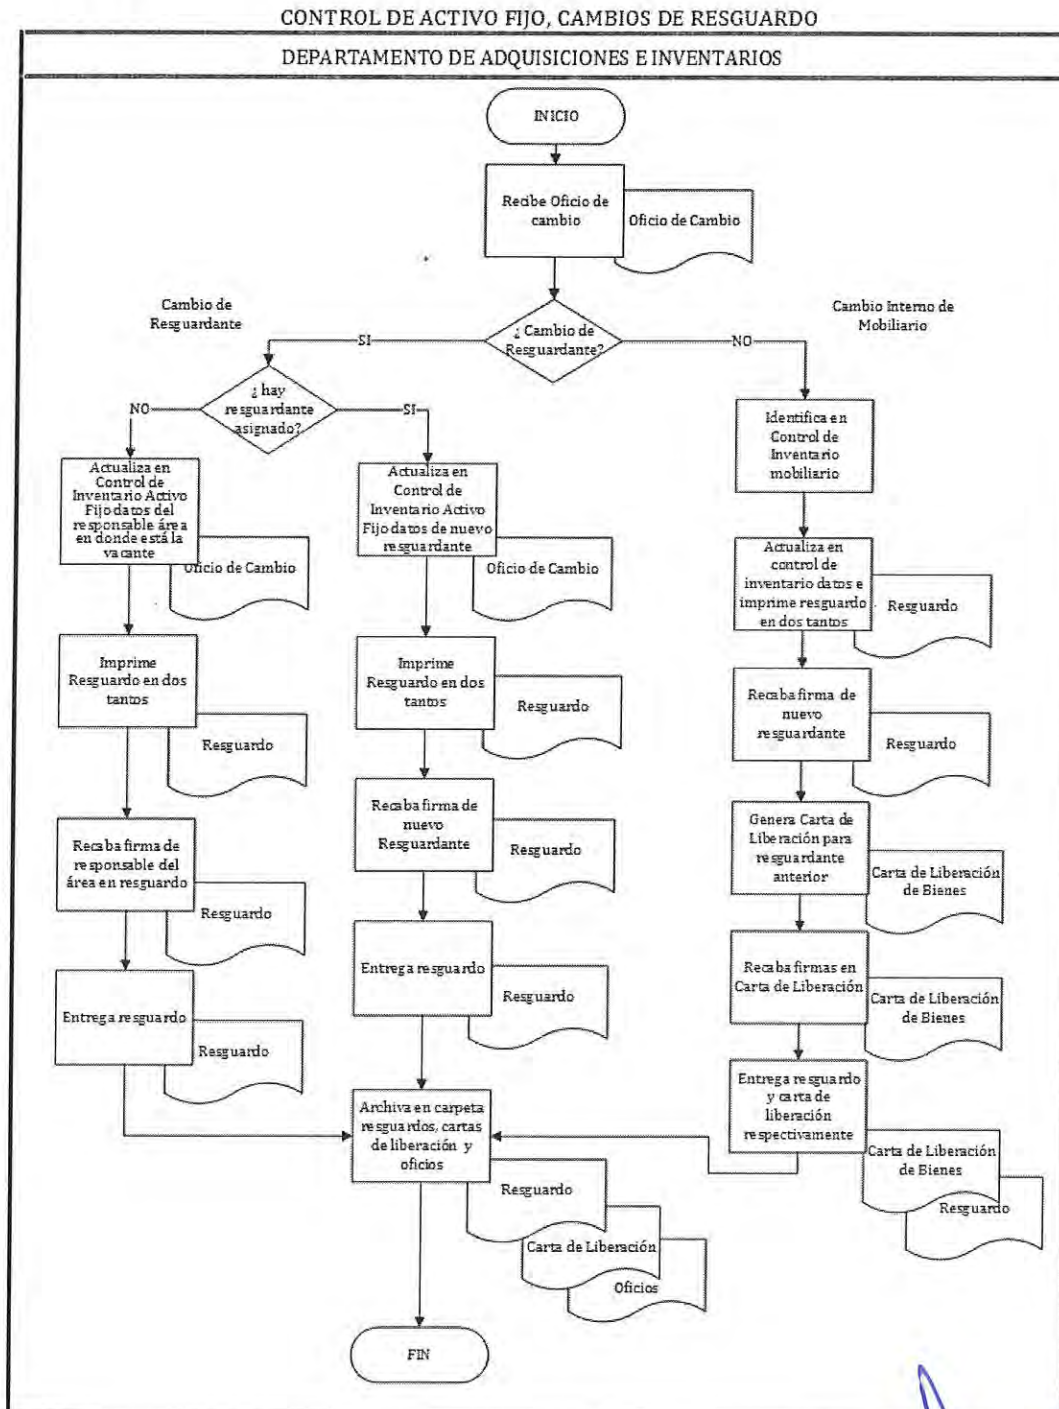 CONTROL DE ACTIVO FIJO, CAMBIOS DE RESGUARDO
DEPARTAMENTO DE ADQUISICIONES E INVENTARIOS
INICIO
Recibe Oficio de
cambio
Oficio de Cambio
¿ Cambio de
Resguardante?
Cambio de
Resguardante
Cambio Interno de
Mobiliario
SI
NO
¿ hay
resguardante
asignado?
NO
SI
Actualiza en
Control de
Inventario Activo
Fijo datos del
responsable área
en donde está la
vacante
Oficio de Cambio
Imprime
Resguardo en dos
tantos
Resguardo
Recaba firma de
responsable del
área en resguardo
Resguardo
Entrega resguardo
Resguardo
Actualiza en
Control de
Inventario Activo
Fijo datos de nuevo
resguardante
Oficio de Cambio
Imprime
Resguardo en dos
tantos
Resguardo
Recaba firma de
nuevo
Resguardante
Resguardo
Entrega resguardo
Resguardo
Identifica en
Control de
Inventario
mobiliario
Actualiza en
control de
inventario datos e
imprime resguardo
en dos tantos
Resguardo
Recaba firma de
nuevo
resguardante
Resguardo
Genera Carta de
Liberación para
resguardante
anterior
Carta de Liberación
de Bienes
Recaba firmas en
Carta de Liberación
Carta de Liberación
de Bienes
Entrega resguardo
y carta de
liberación
respectivamente
Carta de Liberación
de Bienes
Resguardo
Archiva en carpeta
resguardos, cartas
de liberación y
oficios
Resguardo
Carta de Liberación
Oficios
FIN